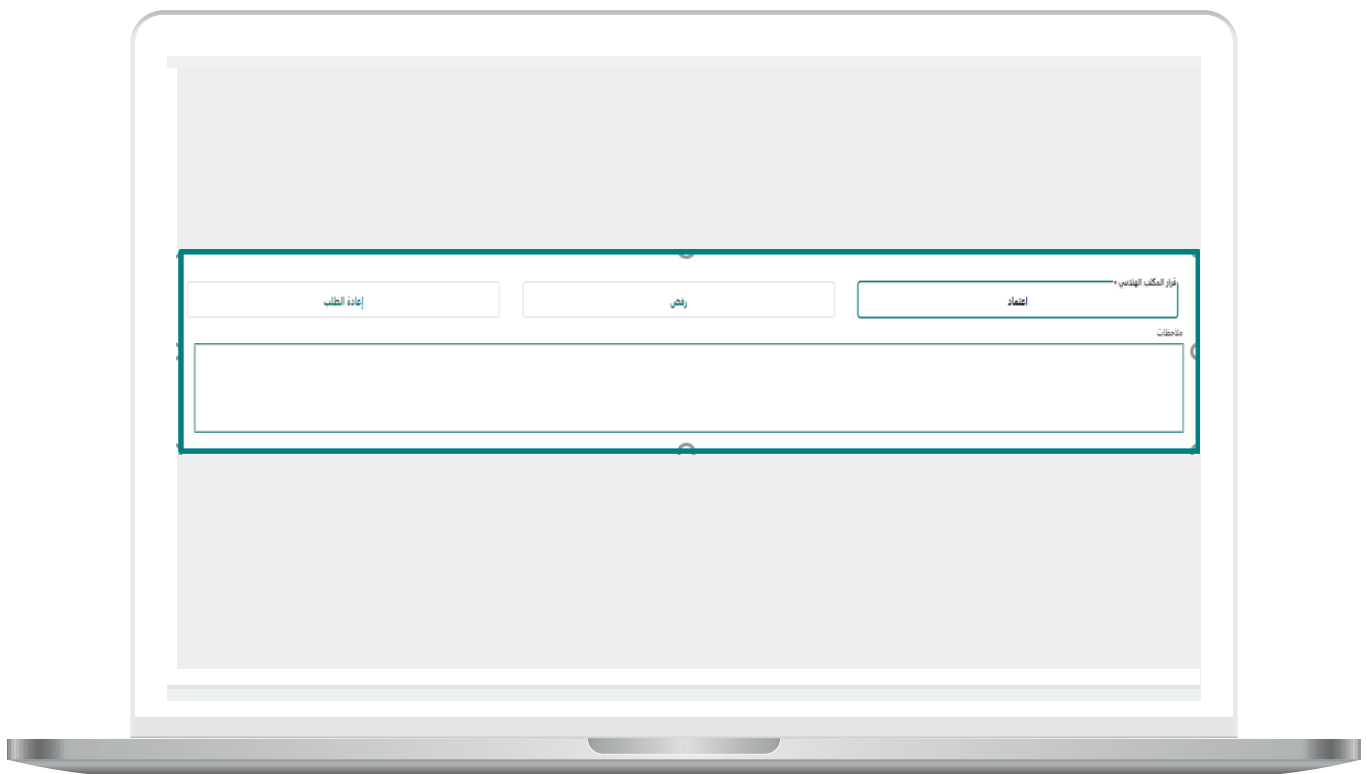 قرار المكتب الهندسي *
اعتماد
رفض
إعادة الطلب
ملاحظات